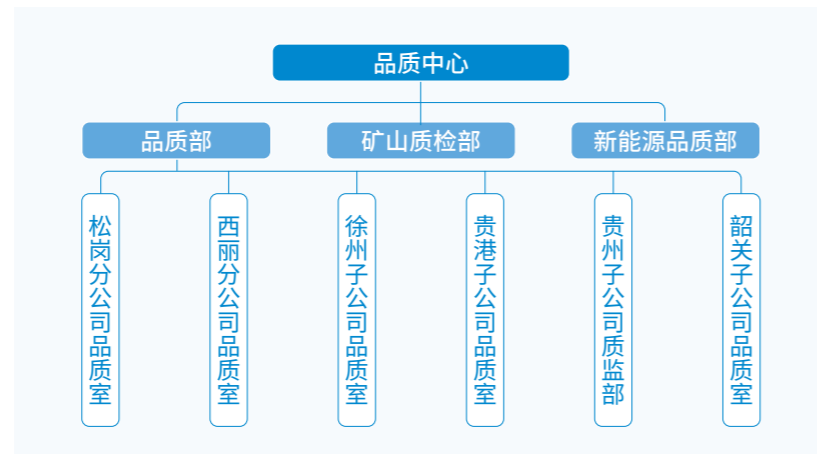 品质中心
品质部
矿山质检部
新能源品质部
松岗分公司品质室
西丽分公司品质室
徐州子公司品质室
贵港子公司品质室
贵州子公司质监部
韶关子公司品质室